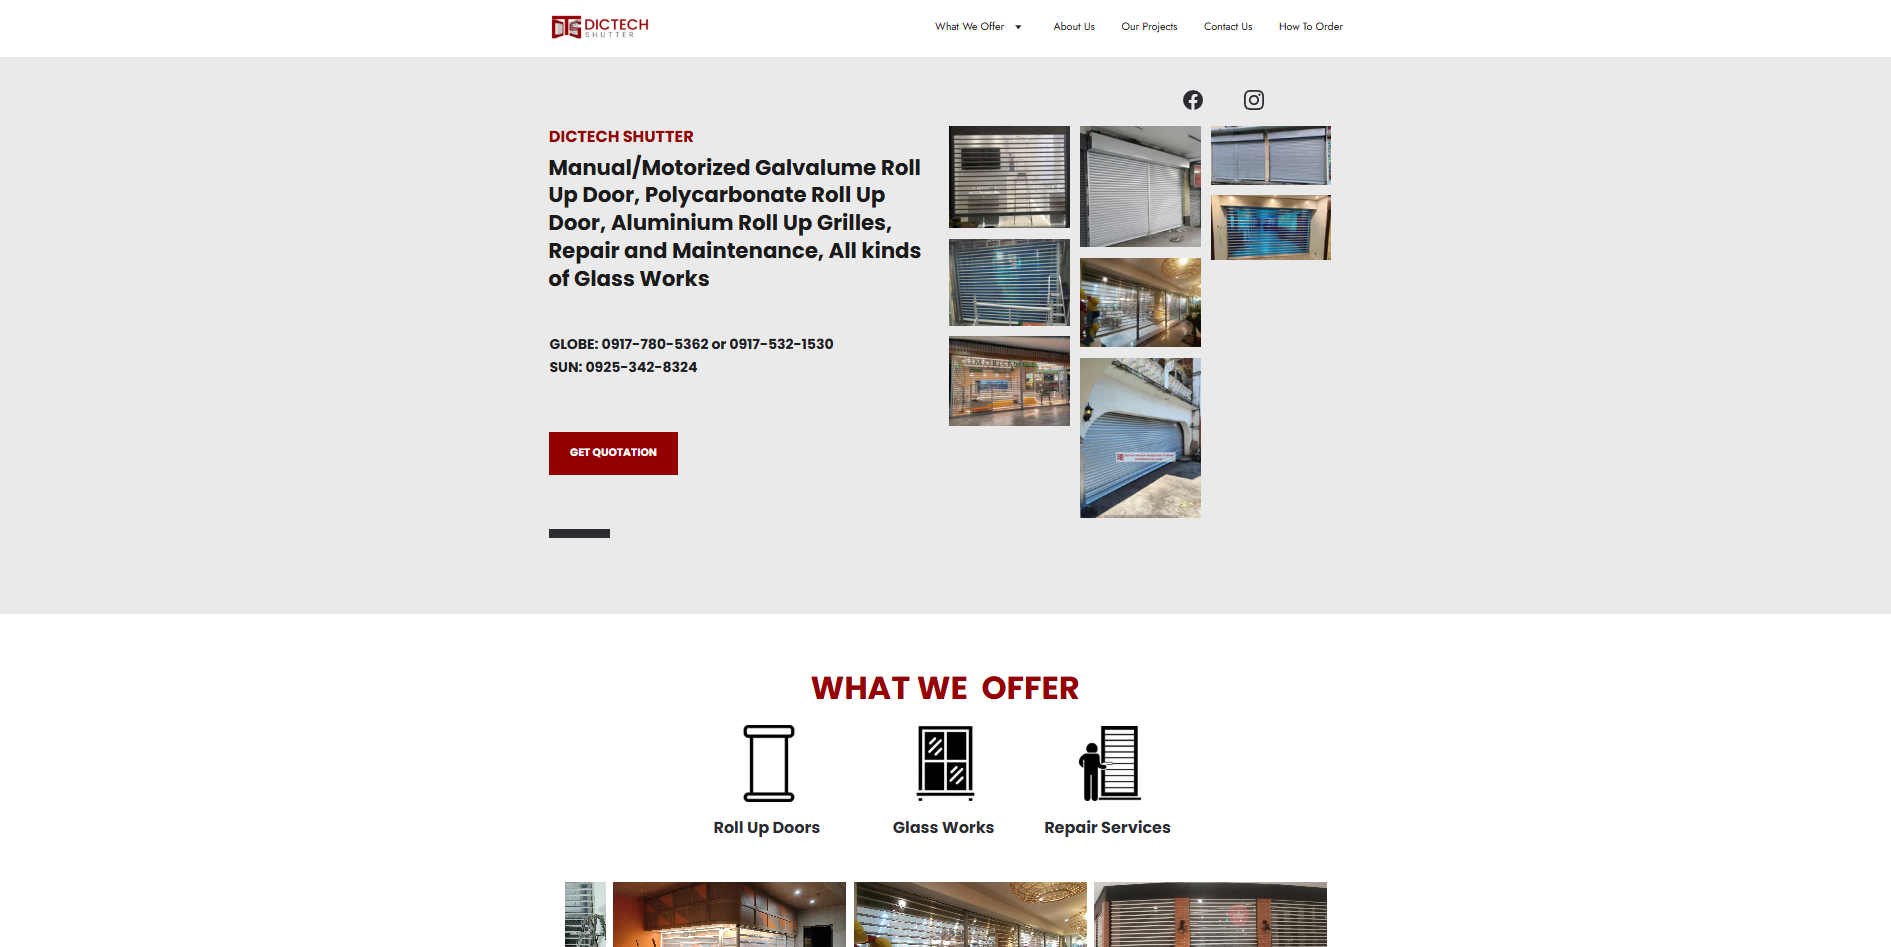 DICTECH
SHUTTER
What We Offer
About Us
Our Projects
Contact Us
How To Order
DICTECH SHUTTER
Manual/Motorized Galvalume Roll
Up Door, Polycarbonate Roll Up
Door, Aluminium Roll Up Grilles,
Repair and Maintenance, All kinds
of Glass Works
GLOBE: 0917-780-5362 or 0917-532-1530
SUN: 0925-342-8324
GET QUOTATION
WHAT WE OFFER
Roll Up Doors
Glass Works
Repair Services